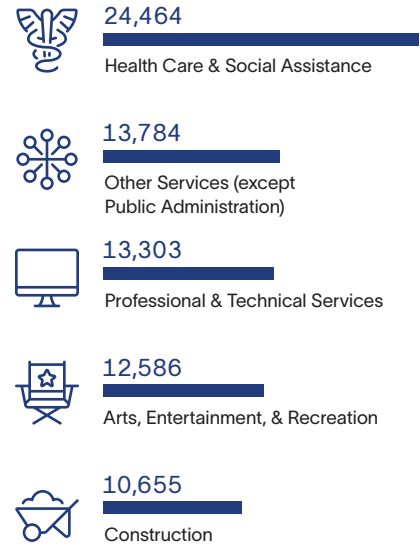 24,464
Health Care & Social Assistance
13,784
Other Services (except
Public Administration)
13,303
Professional & Technical Services
12,586
Arts, Entertainment, & Recreation
10,655
Construction